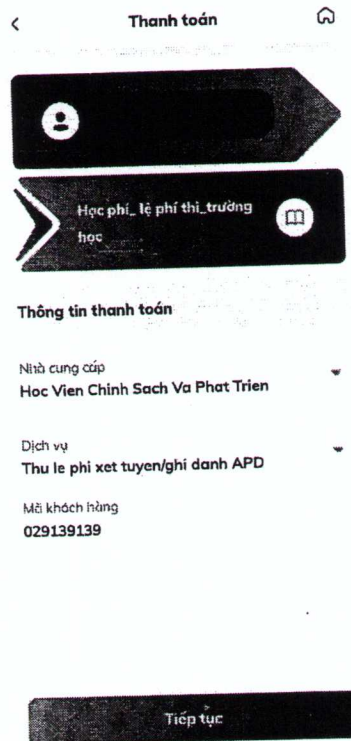 Thanh toán
Học phí_ lệ phí thi_trường
học
Thông tin thanh toán
Nhà cung cấp
Hoc Vien Chinh Sach Va Phat Trien
Dịch vụ
Thu le phi xet tuyen/ghi danh APD
Mã khách hàng
029139139
Tiếp tục